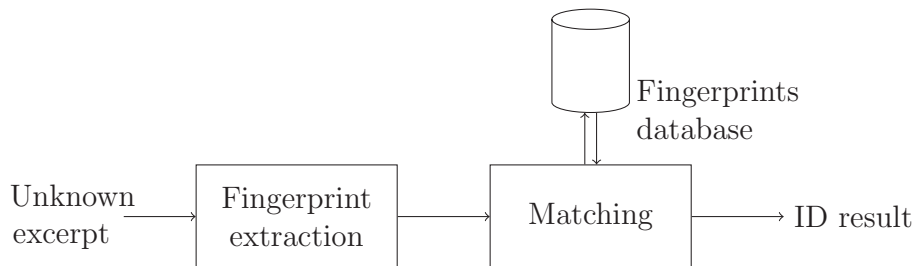 Fingerprints
database
Unknown
excerpt
Fingerprint
extraction
Matching
ID result